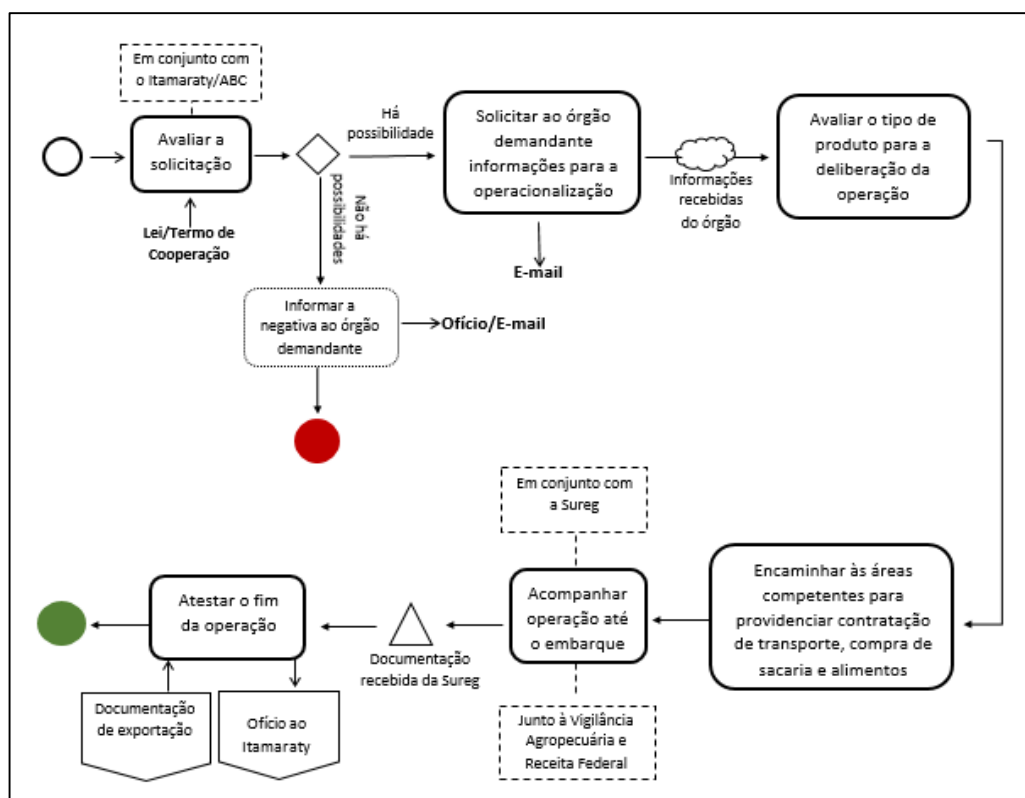 Em conjunto com
o Itamaraty/ABC
Avaliar a
solicitação
Lei/Termo de
Cooperação
Há
possibilidade
Não há
possibilidades
Solicitar ao órgão
demandante
informações para a
operacionalização
E-mail
Informações
recebidas
do órgão
Avaliar o tipo de
produto para a
deliberação da
operação
Informar a
negativa ao órgão
demandante
Ofício/E-mail
Encaminhar às áreas
competentes para
providenciar contratação
de transporte, compra de
sacaria e alimentos
Em conjunto com
a Sureg
Acompanhar
operação até
o embarque
Junto à Vigilância
Agropecuária e
Receita Federal
Documentação
recebida da Sureg
Atestar o fim
da operação
Documentação
de exportação
Ofício ao
Itamaraty